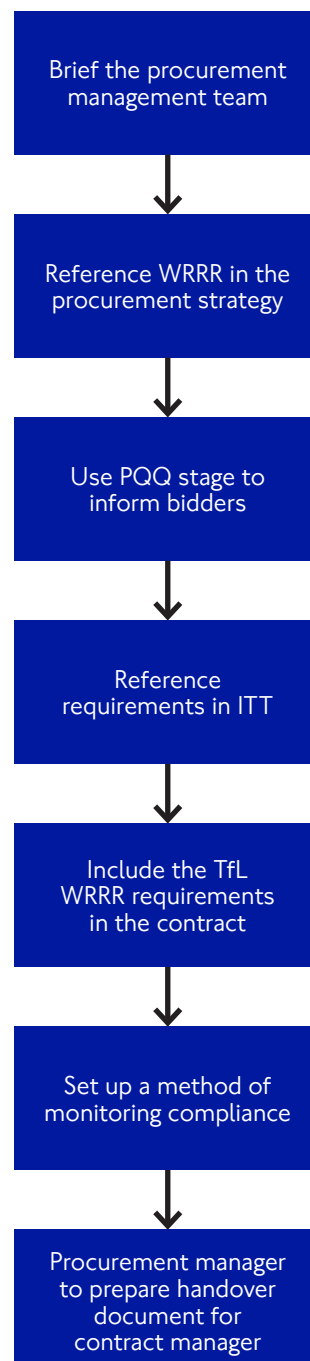 Brief the procurement
management team
Reference WRRR in the
procurement strategy
Use PQQ stage to
inform bidders
Reference
requirements in ITT
Include the TfL
WRRR requirements
in the contract
Set up a method of
monitoring compliance
Procurement manager
to prepare handover
document for
contract manager